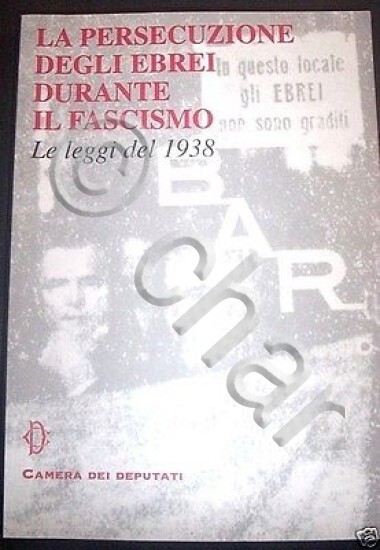 LA PERSECUZIONE
DEGLI EBREI
DURANTE
IL FASCISMO
Le leggi del 1938
In questo locale
gli EBREI
non sono graditi
BAR
© char
CD
CAMERA DEI DEPUTATI